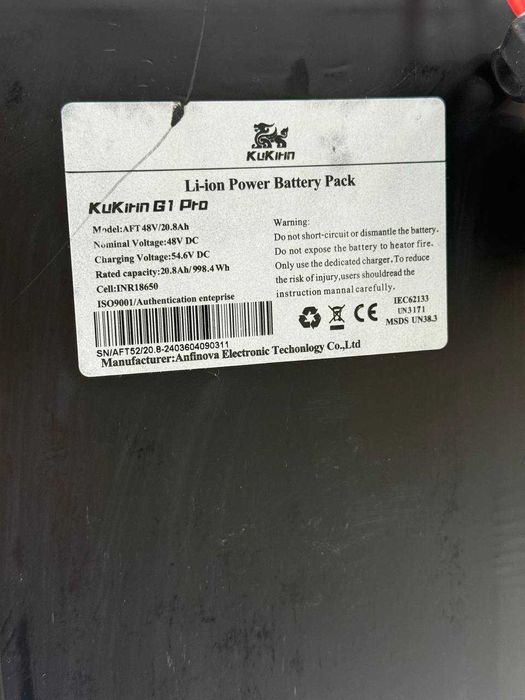 KUKIRIN
Li-ion Power Battery Pack
KUKIRIN G1 Pro
Model:AFT48V/20.8Ah
Nominal Voltage:48V DC
Charging Voltage:54.6V DC
Rated capacity:20.8Ah/998.4Wh
Cell:INR18650
ISO9001/Authentication enteprise
SN/AFT52/20.8-2403604090311
Manufacturer:Anfinova Electronic Techonlogy Co.,Ltd
Warning:
Do not short-circuit or dismantle the battery.
Do not expose the battery to heator fire.
Only use the dedicated charger.To reduce
the risk of injury,users shouldread the
instruction mannal carefully.
CE
IEC62133
UN3171
MSDS UN38.3